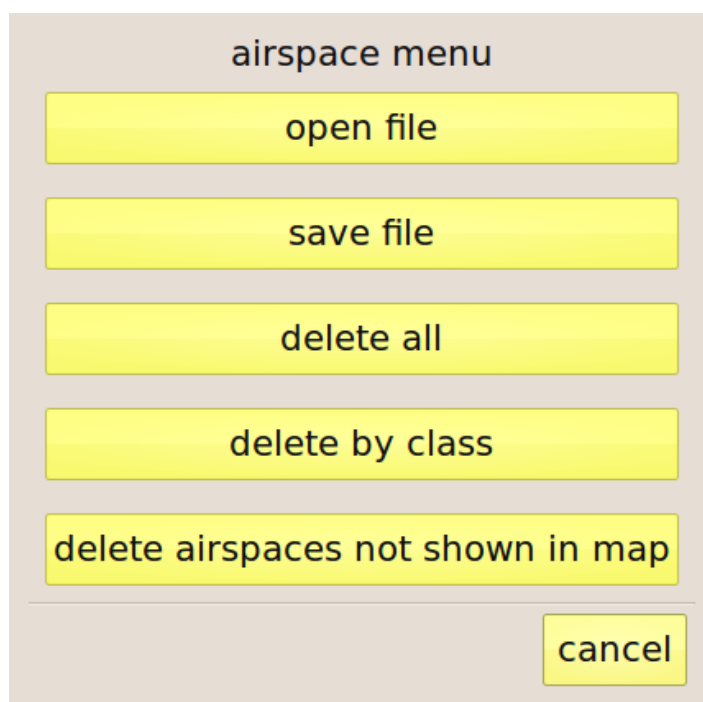 airspace menu
open file
save file
delete all
delete by class
delete airspaces not shown in map
cancel